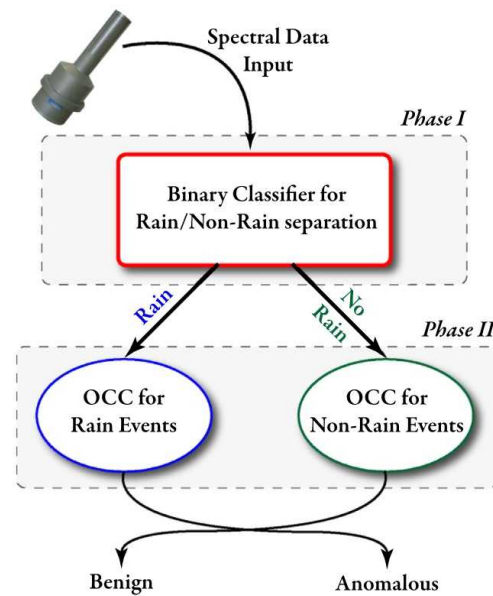 Spectral Data
Input
Phase I
Binary Classifier for
Rain/Non-Rain separation
Rain
No
Rain
Phase II
OCC for
Rain Events
OCC for
Non-Rain Events
Benign
Anomalous